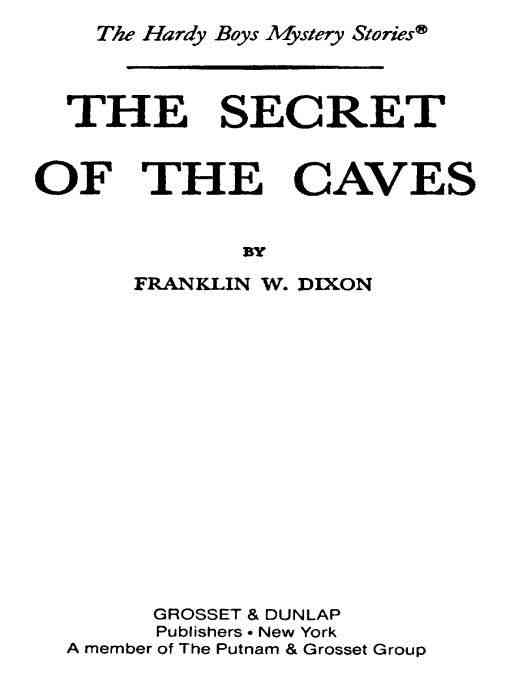 The Hardy Boys Mystery Stories®
THE SECRET
OF THE CAVES
BY
FRANKLIN W. DIXON
GROSSET & DUNLAP
Publishers • New York
A member of The Putnam & Grosset Group